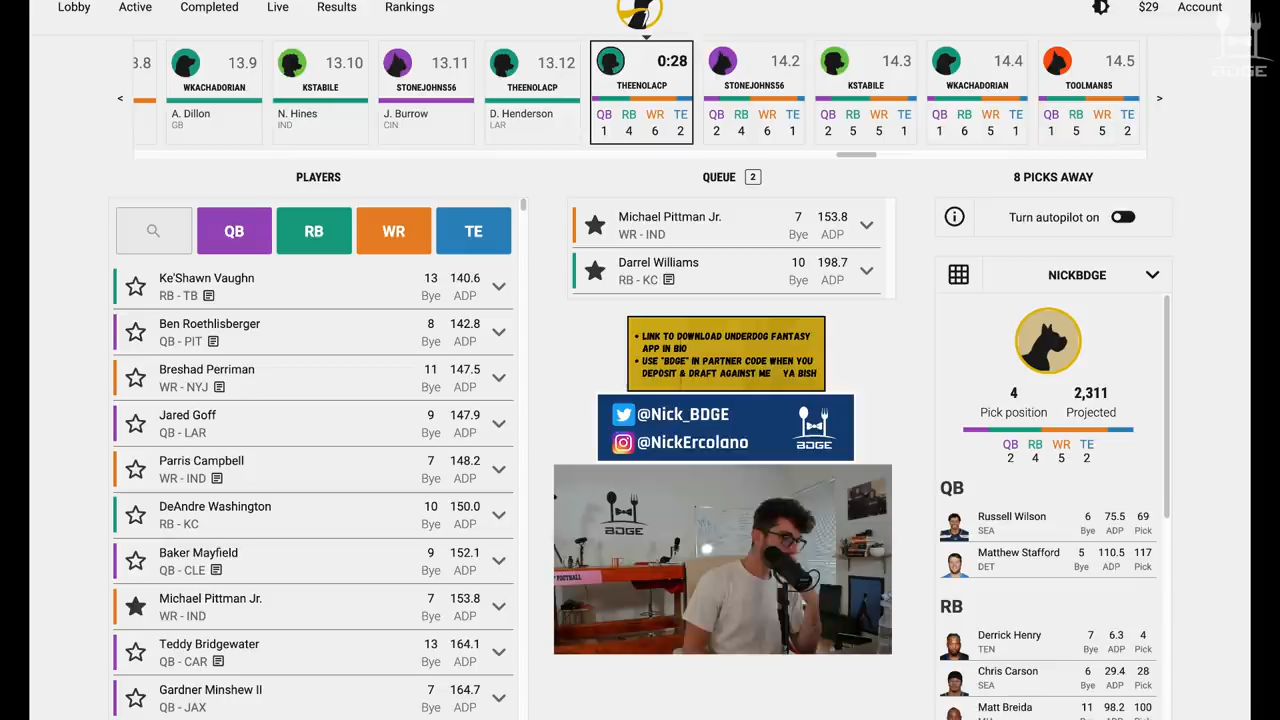 Lobby Active Completed Live Results Rankings $29 Account
BDGE
3.8 13.9 13.10 13.11 13.12 0:28 14.2 14.3 14.4 14.5
WKACHADORIAN KSTABILE STONEJOHNS56 THEENOLACP THEENOLACP STONEJOHNS56 KSTABILE WKACHADORIAN TOOLMAN85
< >
A. Dillon N. Hines J. Burrow D. Henderson QB RB WR TE QB RB WR TE QB RB WR TE QB RB WR TE QB RB WR TE
GB IND CIN LAR 1 4 6 2 2 4 6 1 2 5 5 1 1 6 5 1 1 5 5 2
PLAYERS
QB RB WR TE
Ke'Shawn Vaughn 13 140.6
RB - TB Bye ADP
Ben Roethlisberger 8 142.8
QB - PIT Bye ADP
Breshad Perriman 11 147.5
WR - NYJ Bye ADP
Jared Goff 9 147.9
QB - LAR Bye ADP
Parris Campbell 7 148.2
WR - IND Bye ADP
DeAndre Washington 10 150.0
RB - KC Bye ADP
Baker Mayfield 9 152.1
QB - CLE Bye ADP
Michael Pittman Jr. 7 153.8
WR - IND Bye ADP
Teddy Bridgewater 13 164.1
QB - CAR Bye ADP
Gardner Minshew II 7 164.7
QB - JAX Bye ADP
QUEUE 2
Michael Pittman Jr. 7 153.8
WR - IND Bye ADP
Darrel Williams 10 198.7
RB - KC Bye ADP
• LINK TO DOWNLOAD UNDERDOG FANTASY
APP IN BIO
• USE "BDGE" IN PARTNER CODE WHEN YOU
DEPOSIT & DRAFT AGAINST ME YA BISH
@Nick_BDGE
@NickErcolano
BDGE
BDGE
FOOTBALL
8 PICKS AWAY
Turn autopilot on
NICKBDGE
4 2,311
Pick position Projected
QB RB WR TE
2 4 5 2
QB
Russell Wilson 6 75.5 69
SEA Bye ADP Pick
Matthew Stafford 5 110.5 117
DET Bye ADP Pick
RB
Derrick Henry 7 6.3 4
TEN Bye ADP Pick
Chris Carson 6 29.4 28
SEA Bye ADP Pick
Matt Breida 11 98.2 100